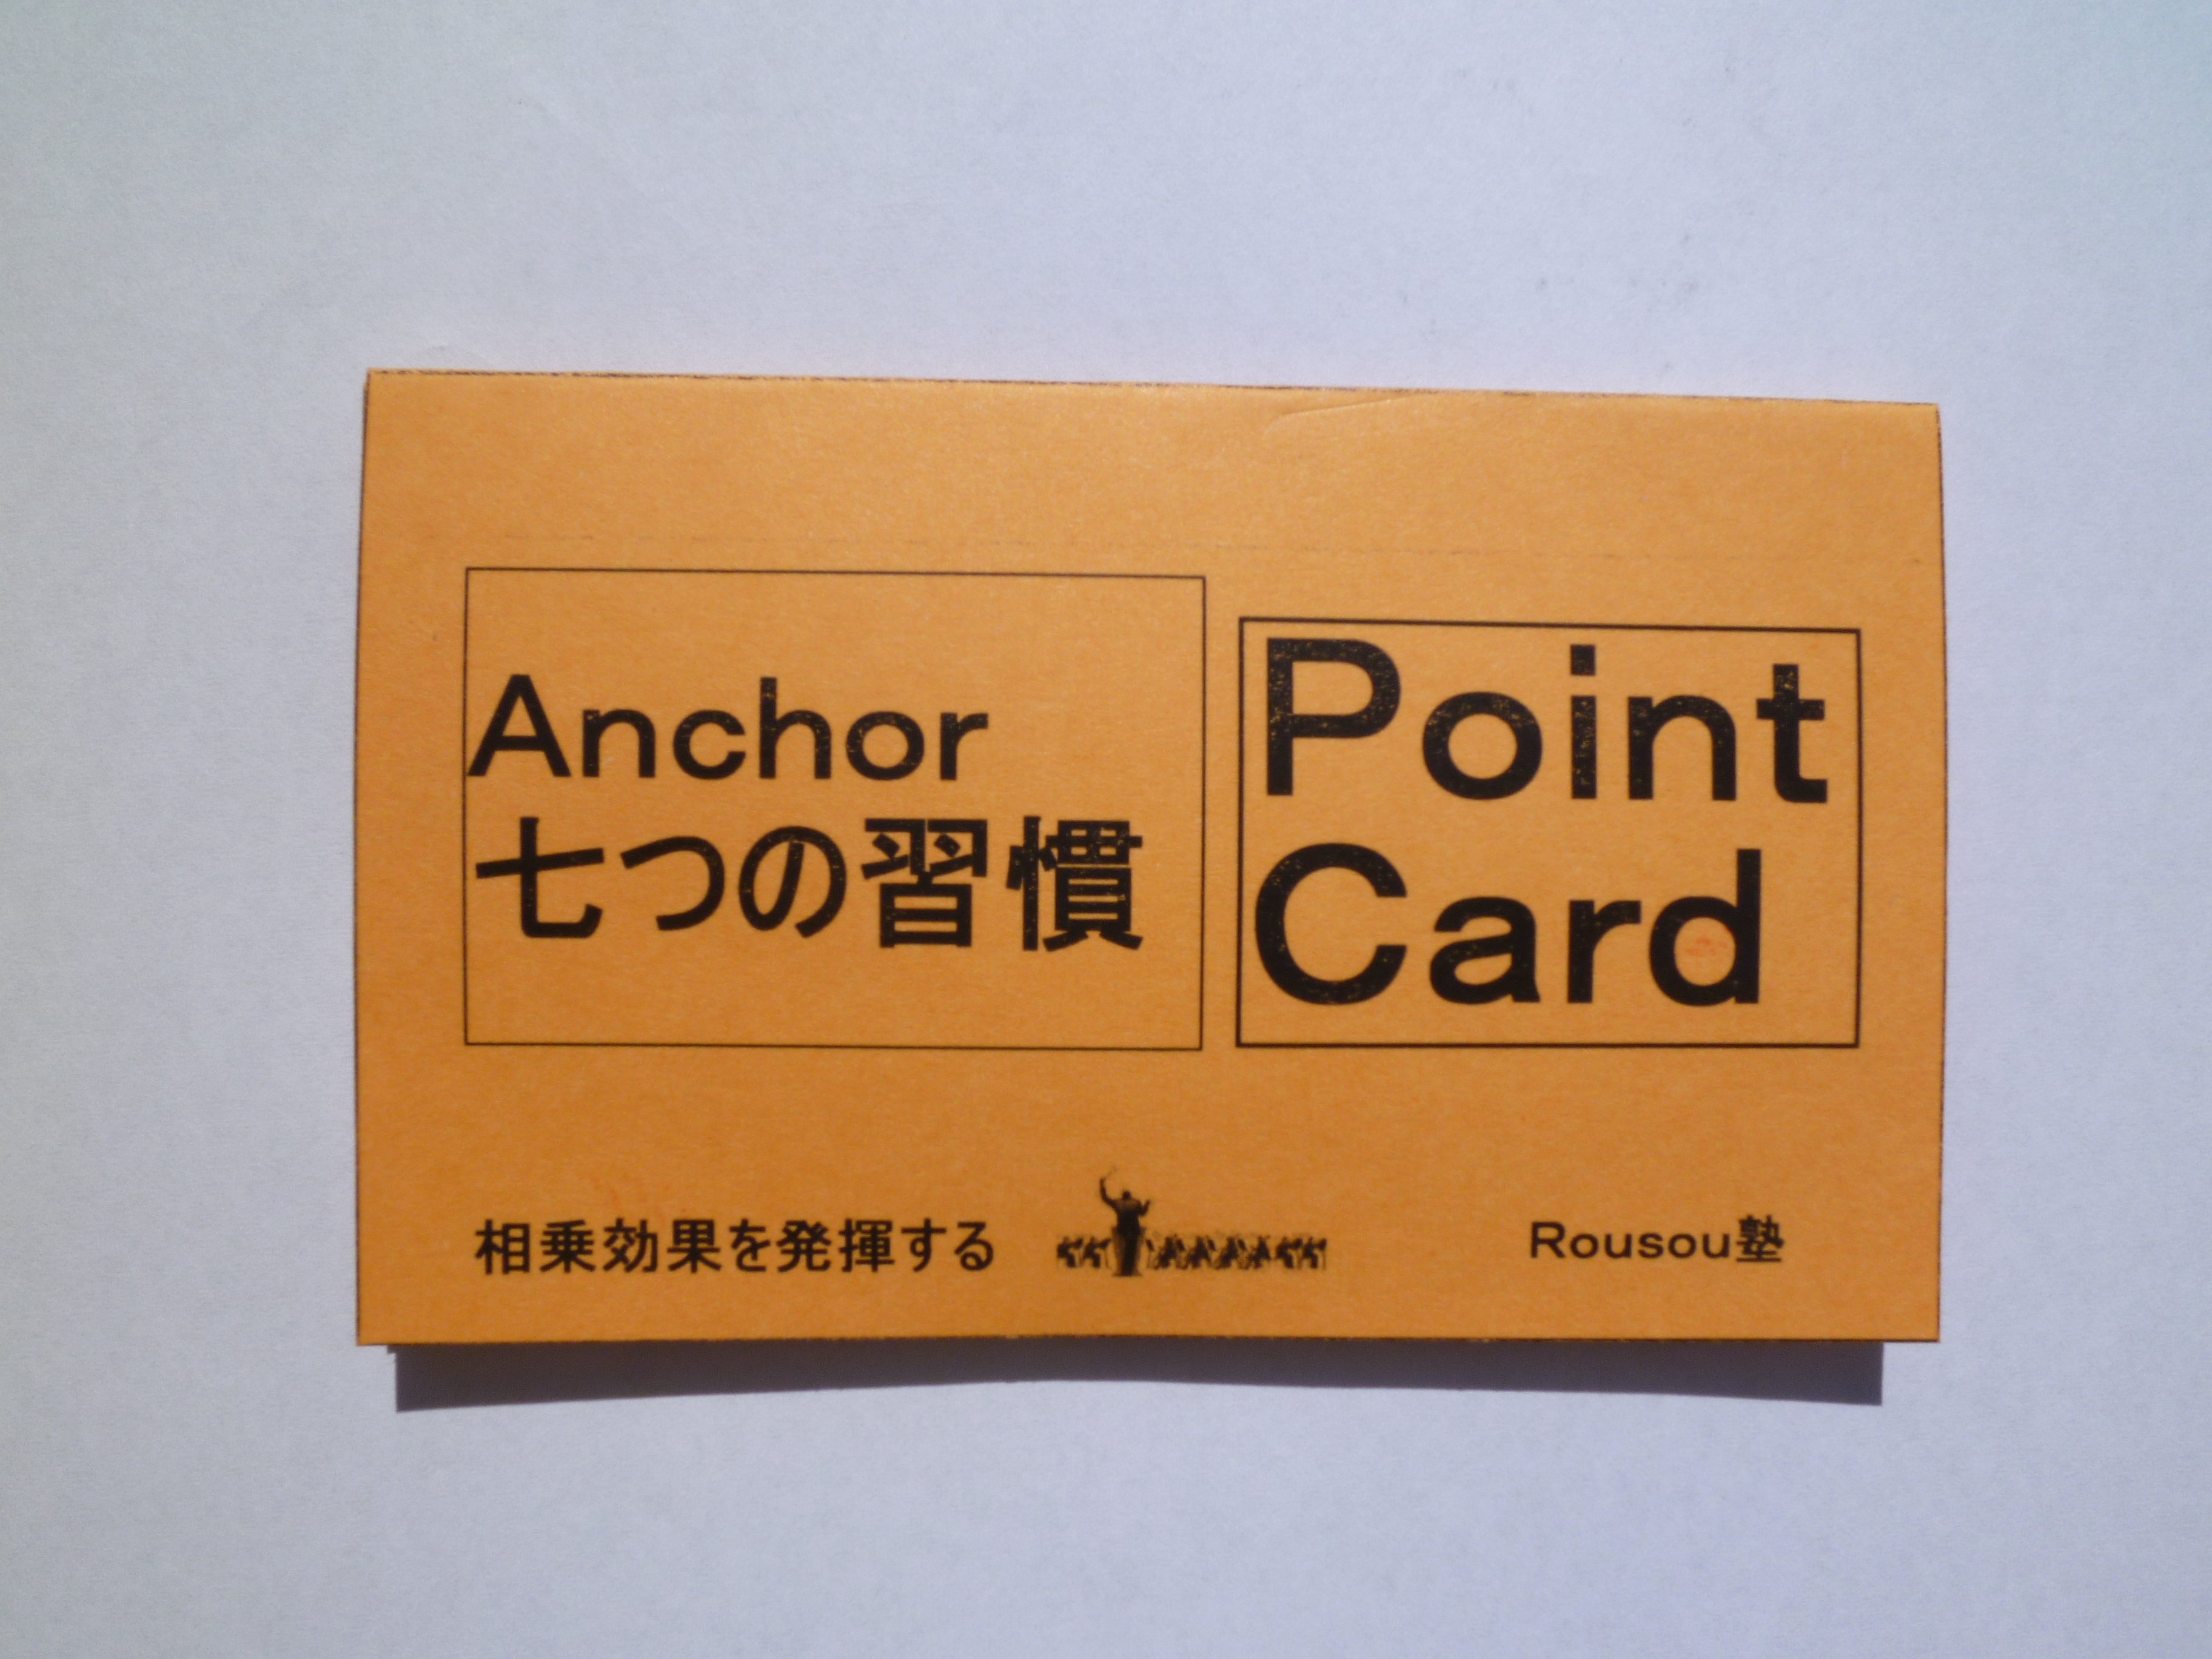 Anchor
七つの習慣
Point
Card
相乗効果を発揮する
Rousou塾